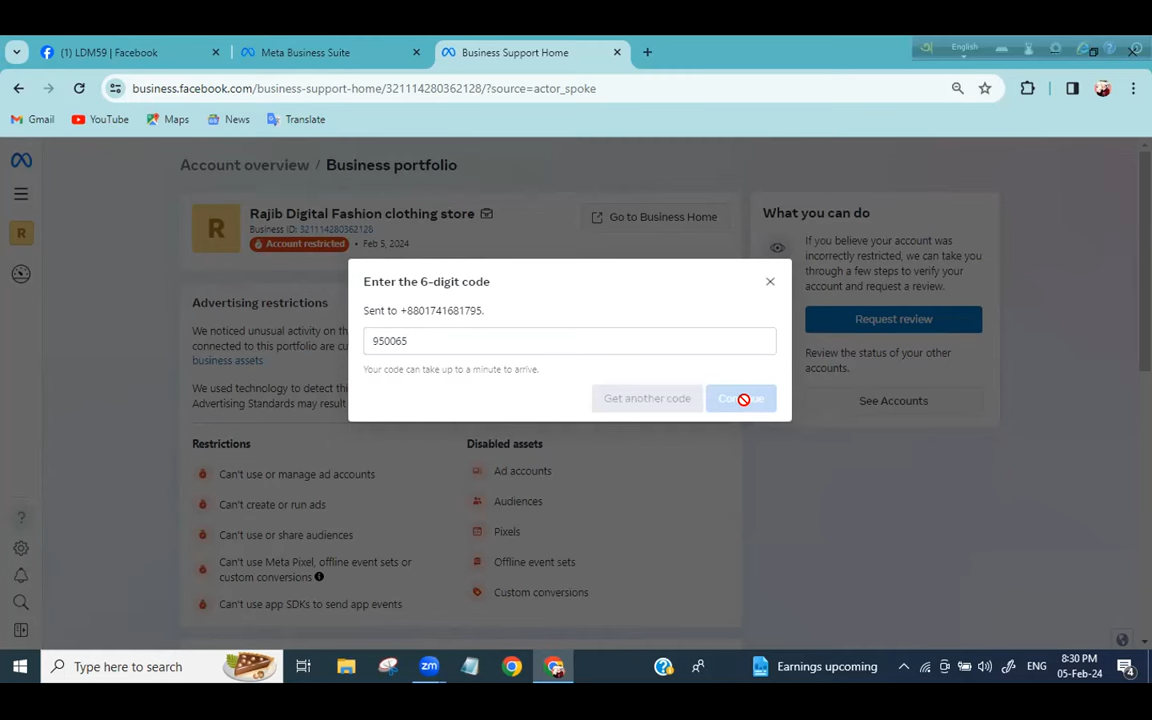 (1) LDM59 | Facebook
Meta Business Suite
Business Support Home
English
business.facebook.com/business-support-home/321114280362128/?source=actor_spoke
Gmail
YouTube
Maps
News
Translate
Account overview / Business portfolio
R
R
Rajib Digital Fashion clothing store
Business ID: 321114280362128
Account restricted • Feb 5, 2024
Go to Business Home
What you can do
If you believe your account was
incorrectly restricted, we can take you
through a few steps to verify your
account and request a review.
Request review
Review the status of your other
accounts.
See Accounts
Enter the 6-digit code
Sent to +8801741681795.
950065
Your code can take up to a minute to arrive.
Get another code
Advertising restrictions
We noticed unusual activity on th
connected to this portfolio are cu
business assets
We used technology to detect thi
Advertising Standards may result
Restrictions
Can't use or manage ad accounts
Can't create or run ads
Can't use or share audiences
Can't use Meta Pixel, offline event sets or
custom conversions
Can't use app SDKs to send app events
Disabled assets
Ad accounts
Audiences
Pixels
Offline event sets
Custom conversions
Type here to search
zm
Earnings upcoming
ENG
8:30 PM
05-Feb-24
4